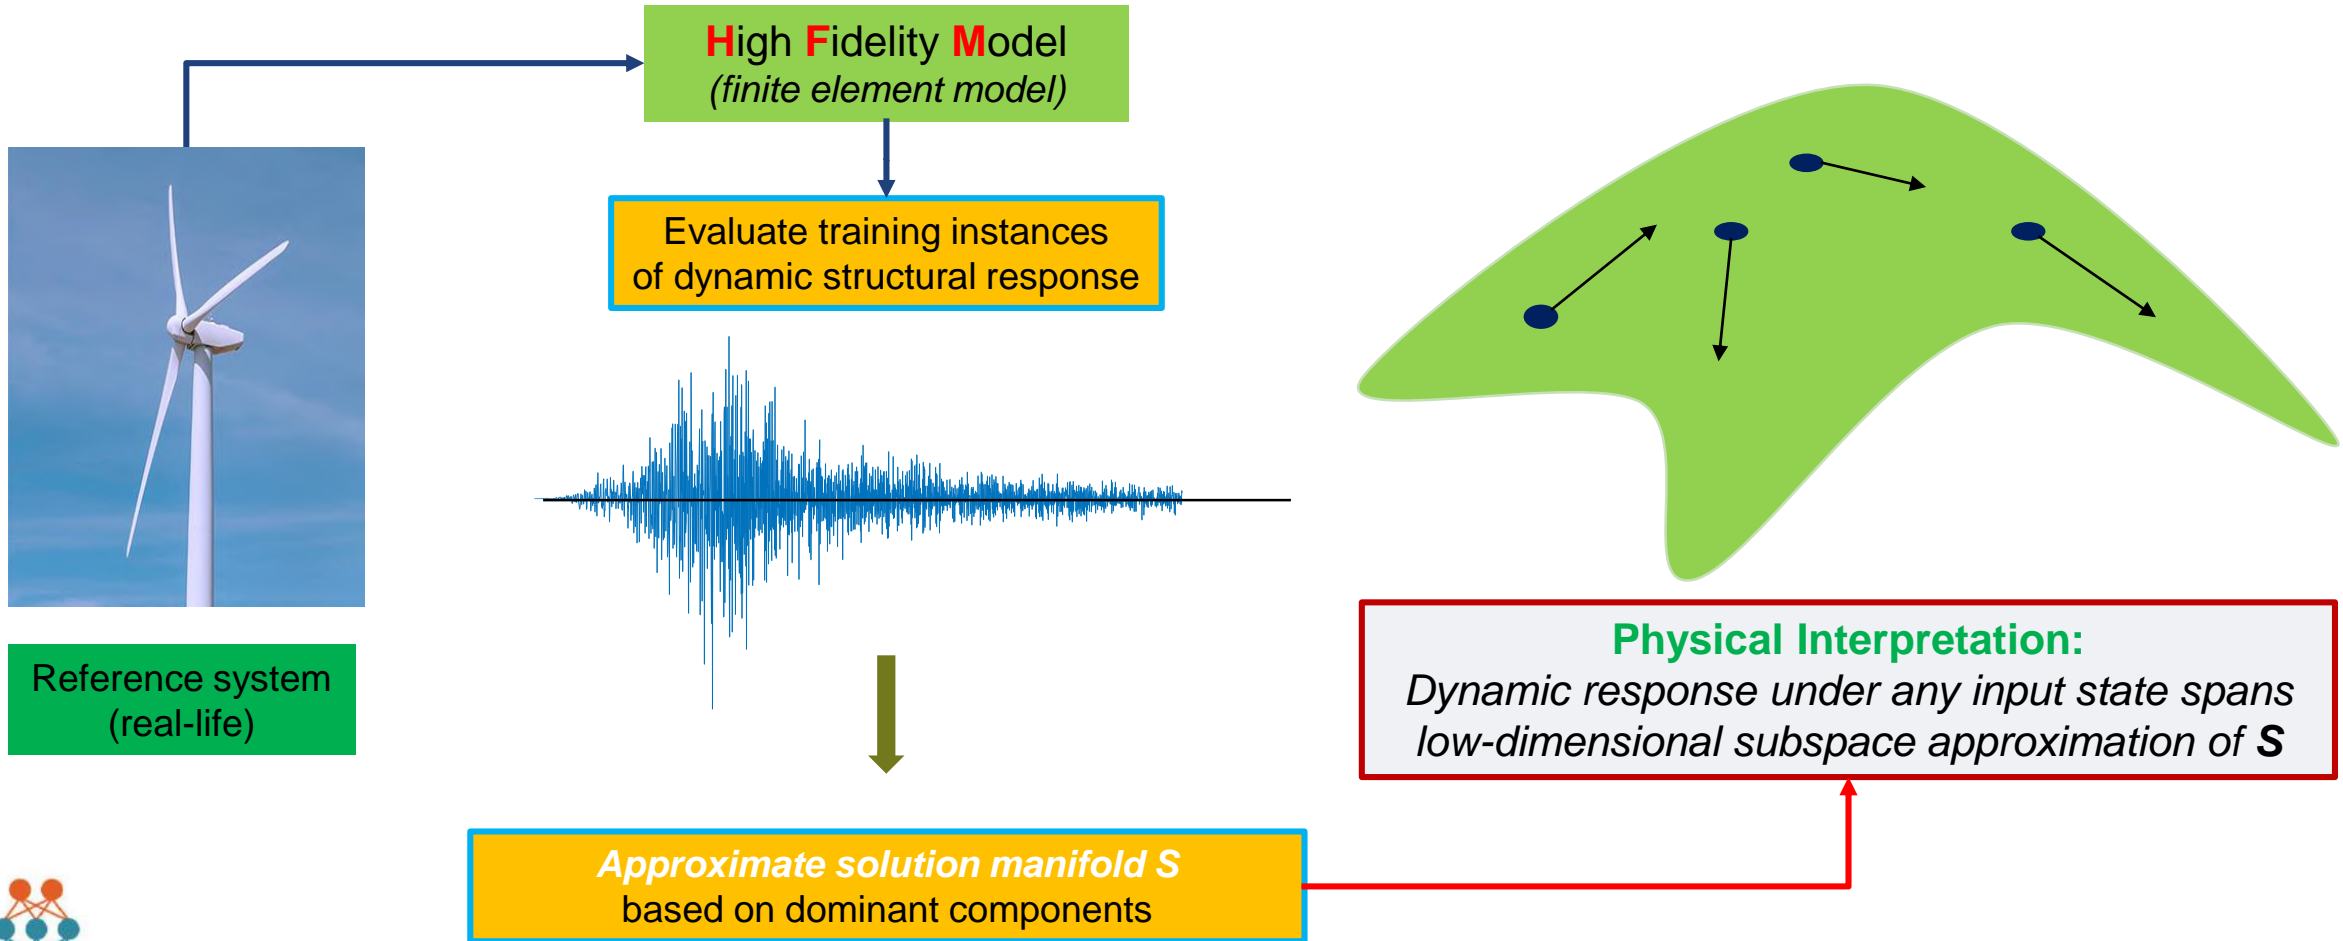 High Fidelity Model
(finite element model)
Evaluate training instances
of dynamic structural response
Reference system
(real-life)
Physical Interpretation:
Dynamic response under any input state spans
low-dimensional subspace approximation of S
Approximate solution manifold S
based on dominant components